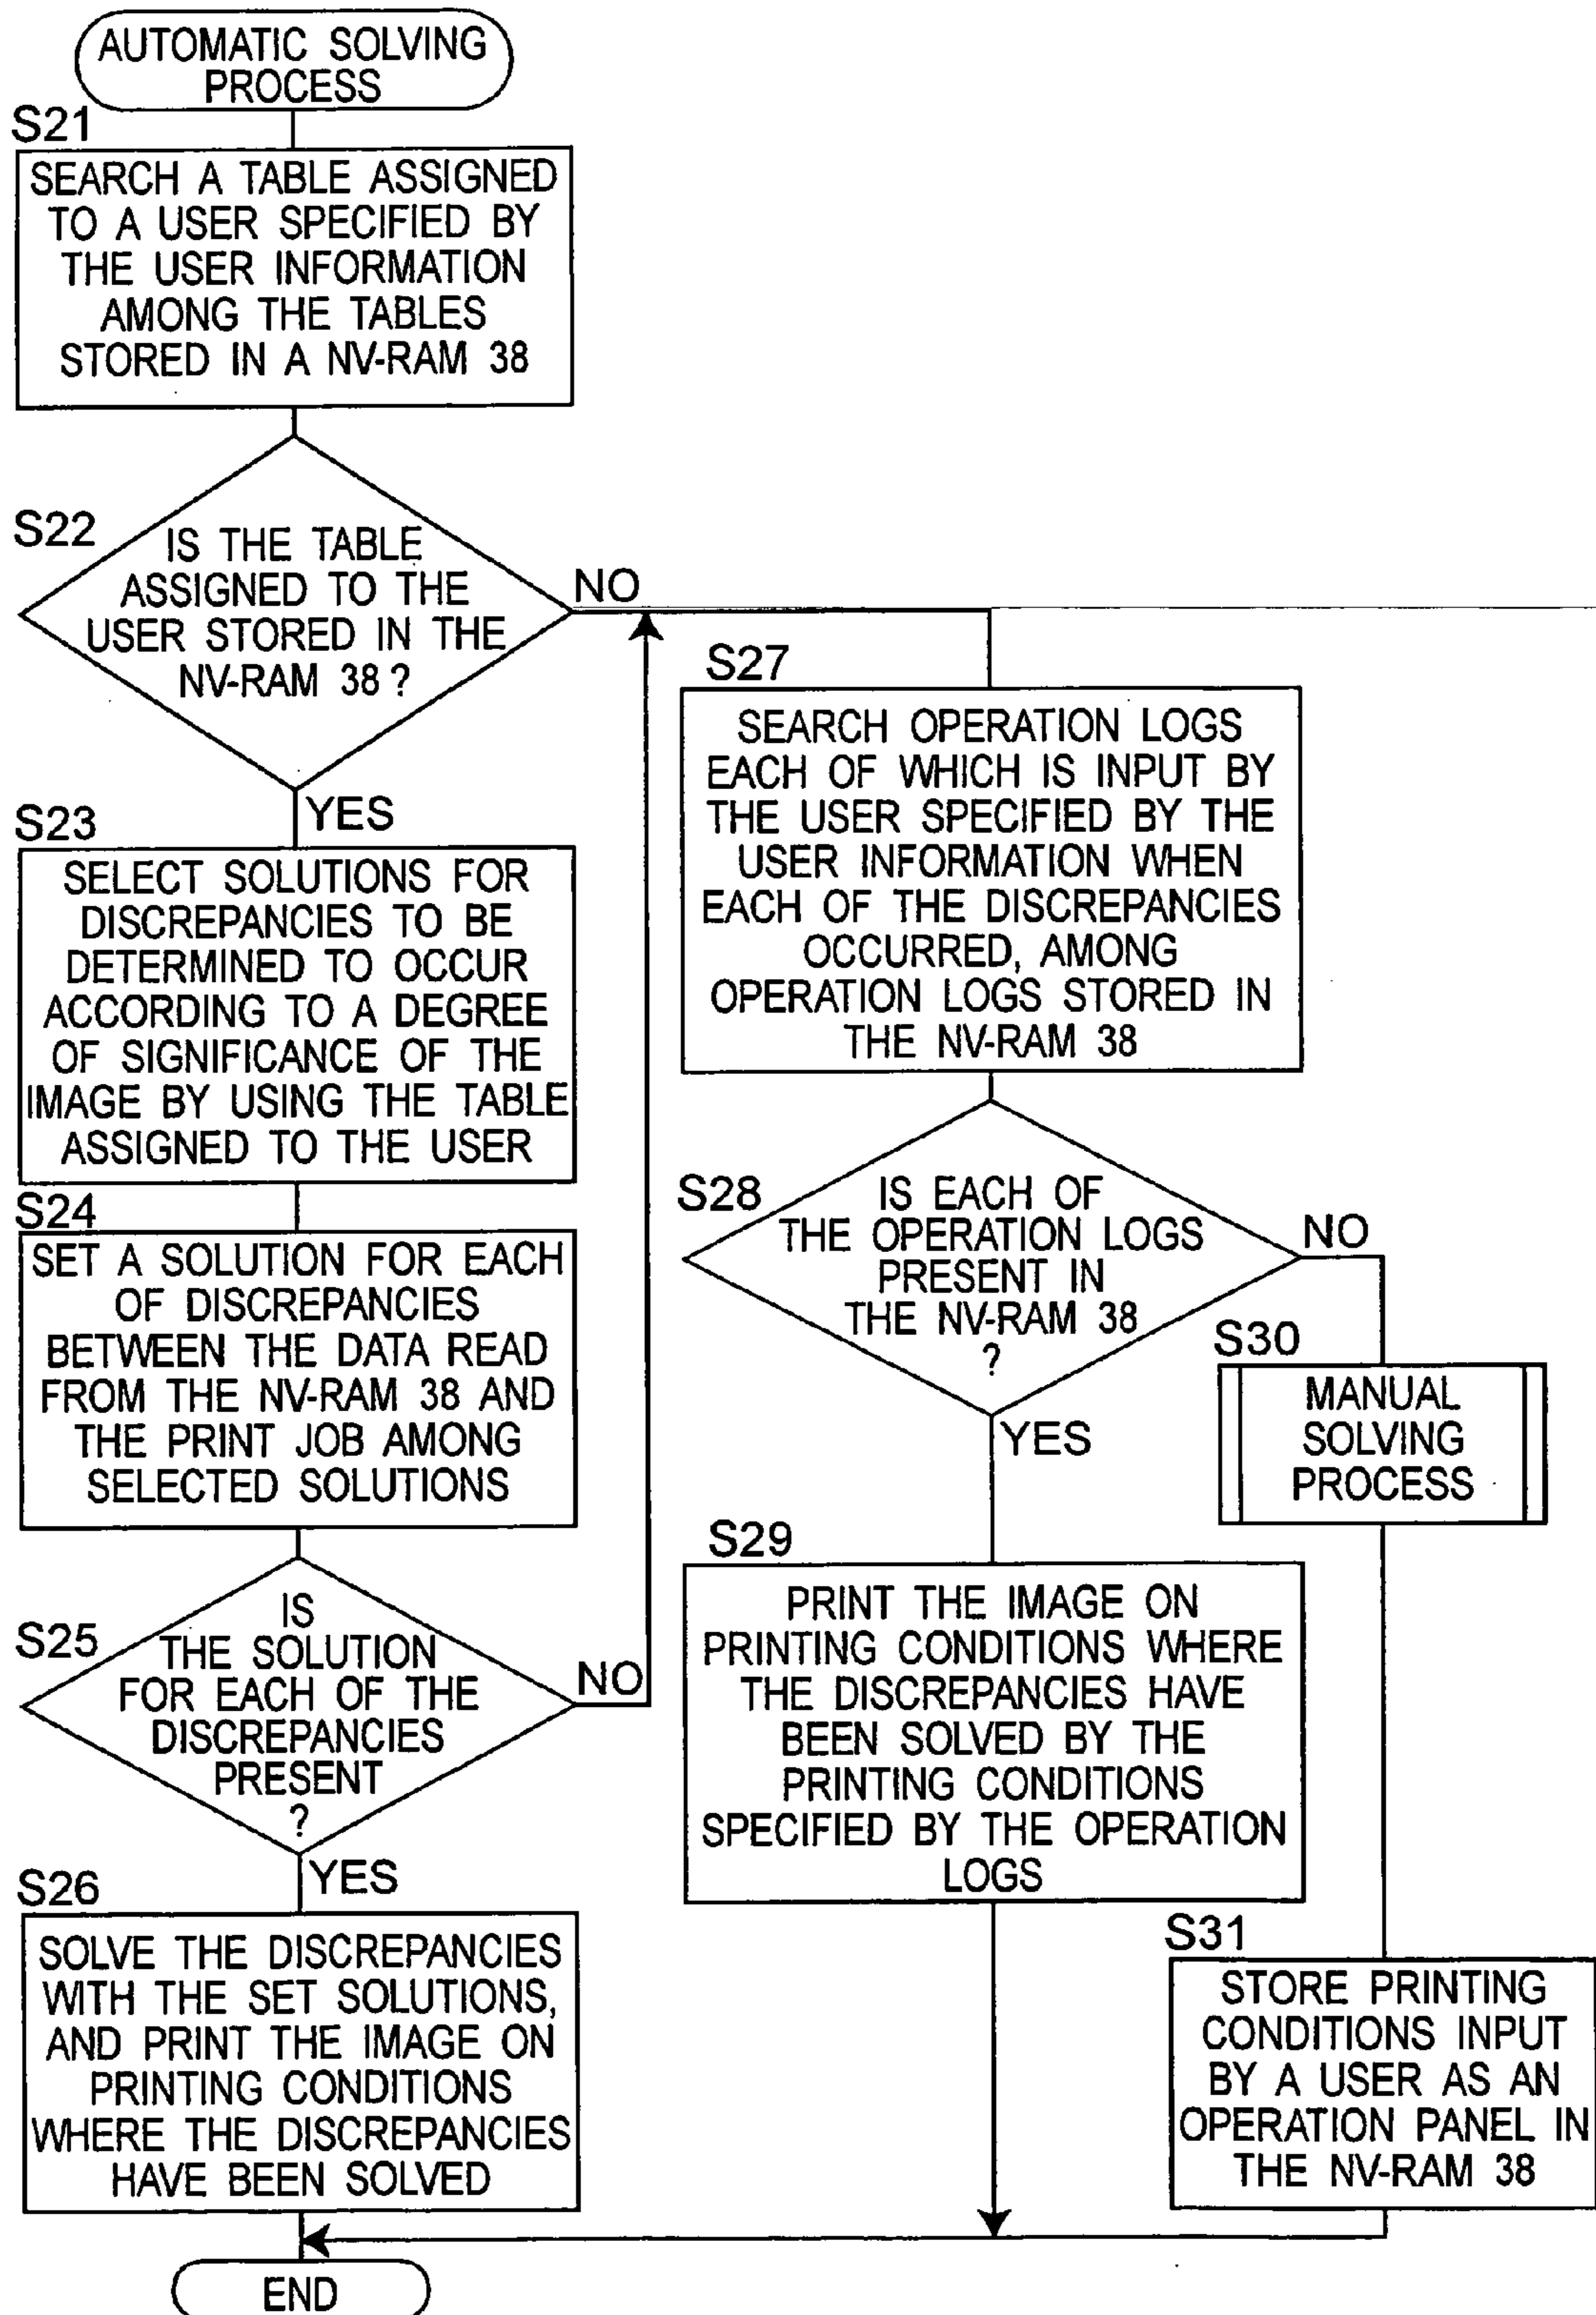 AUTOMATIC SOLVING
PROCESS
S21
SEARCH A TABLE ASSIGNED
TO A USER SPECIFIED BY
THE USER INFORMATION
AMONG THE TABLES
STORED IN A NV-RAM 38
S22
IS THE TABLE
ASSIGNED TO THE
USER STORED IN THE
NV-RAM 38 ?
NO
YES
S23
SELECT SOLUTIONS FOR
DISCREPANCIES TO BE
DETERMINED TO OCCUR
ACCORDING TO A DEGREE
OF SIGNIFICANCE OF THE
IMAGE BY USING THE TABLE
ASSIGNED TO THE USER
S24
SET A SOLUTION FOR EACH
OF DISCREPANCIES
BETWEEN THE DATA READ
FROM THE NV-RAM 38 AND
THE PRINT JOB AMONG
SELECTED SOLUTIONS
S25
IS
THE SOLUTION
FOR EACH OF THE
DISCREPANCIES
PRESENT
?
NO
YES
S26
SOLVE THE DISCREPANCIES
WITH THE SET SOLUTIONS,
AND PRINT THE IMAGE ON
PRINTING CONDITIONS
WHERE THE DISCREPANCIES
HAVE BEEN SOLVED
END
S27
SEARCH OPERATION LOGS
EACH OF WHICH IS INPUT BY
THE USER SPECIFIED BY THE
USER INFORMATION WHEN
EACH OF THE DISCREPANCIES
OCCURRED, AMONG
OPERATION LOGS STORED IN
THE NV-RAM 38
S28
IS EACH OF
THE OPERATION LOGS
PRESENT IN
THE NV-RAM 38
?
NO
YES
S29
PRINT THE IMAGE ON
PRINTING CONDITIONS WHERE
THE DISCREPANCIES HAVE
BEEN SOLVED BY THE
PRINTING CONDITIONS
SPECIFIED BY THE OPERATION
LOGS
S30
MANUAL
SOLVING
PROCESS
S31
STORE PRINTING
CONDITIONS INPUT
BY A USER AS AN
OPERATION PANEL IN
THE NV-RAM 38